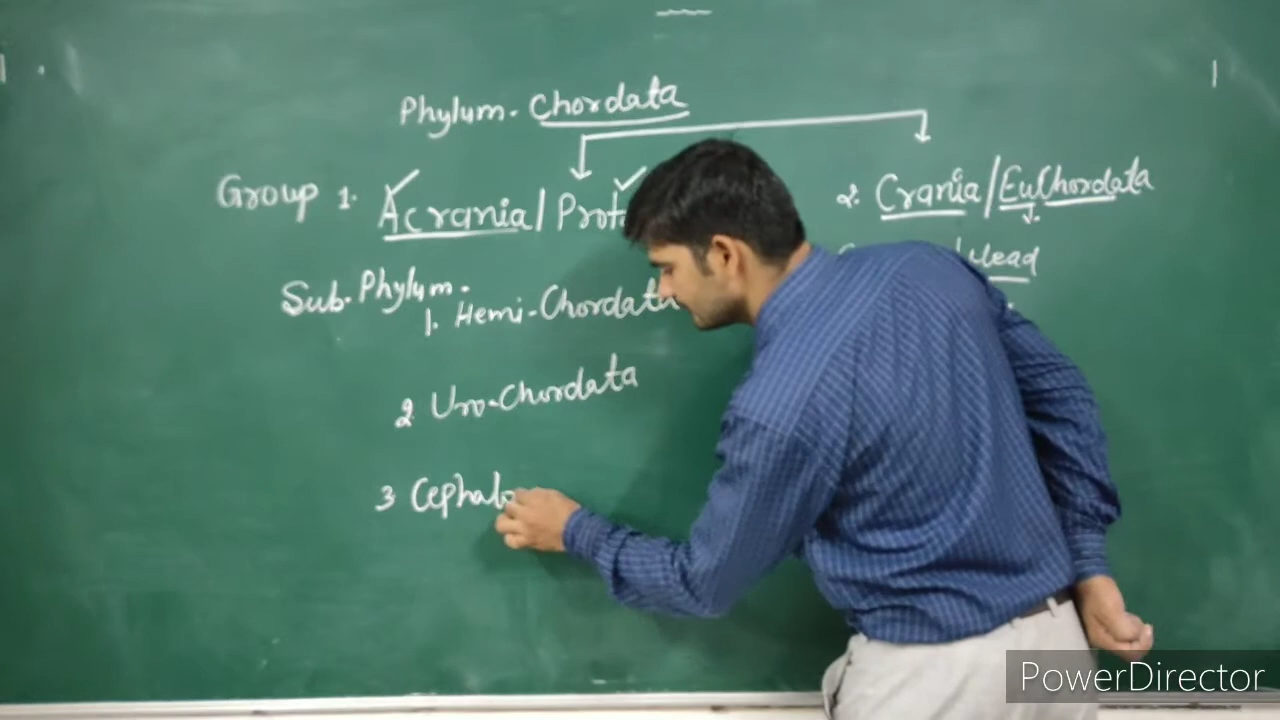 Phylum. Chordata
Group 1. Acrania/ Prot
2. Crania/EuChordata
Head
Sub. Phylum.
1. Hemi-Chordata
2 Uro-Chordata
3 Cephalo
PowerDirector